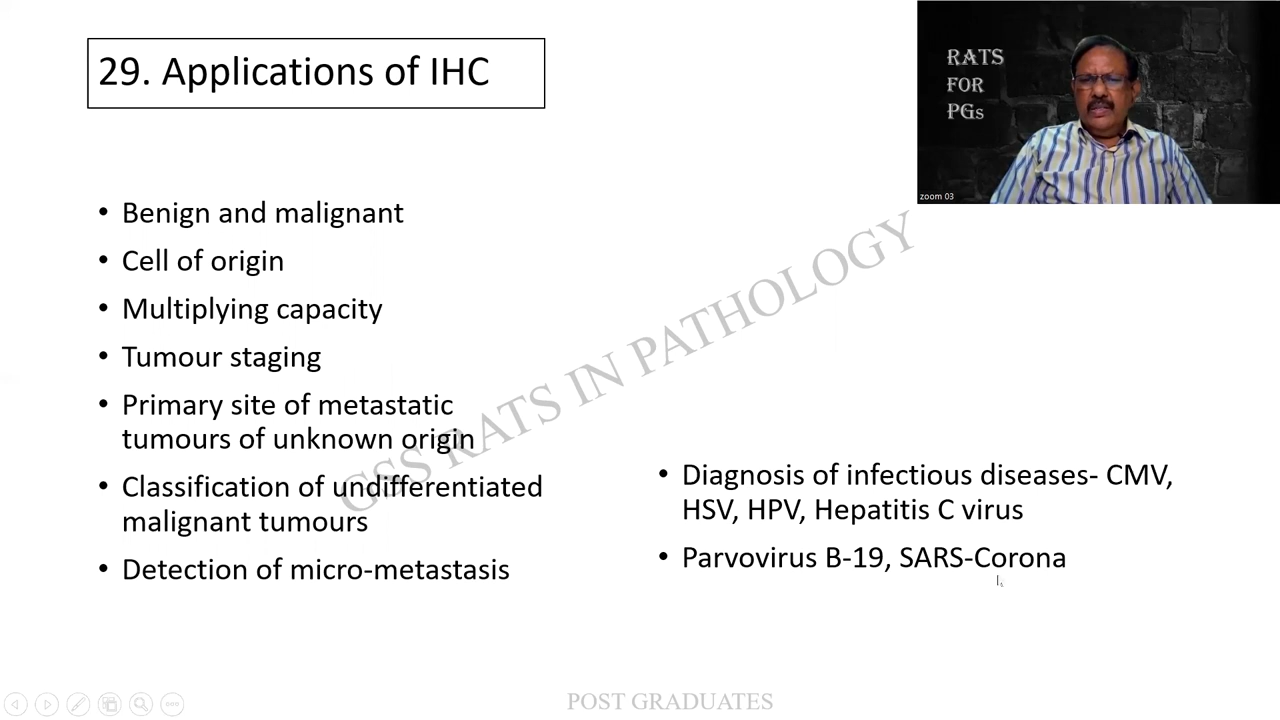 29. Applications of IHC
RATS
FOR
PGs
zoom 03
• Benign and malignant
• Cell of origin
• Multiplying capacity
• Tumour staging
• Primary site of metastatic
tumours of unknown origin
• Classification of undifferentiated
malignant tumours
• Detection of micro-metastasis
• Diagnosis of infectious diseases- CMV,
HSV, HPV, Hepatitis C virus
• Parvovirus B-19, SARS-Corona
GSS RATS IN PATHOLOGY
POST GRADUATES